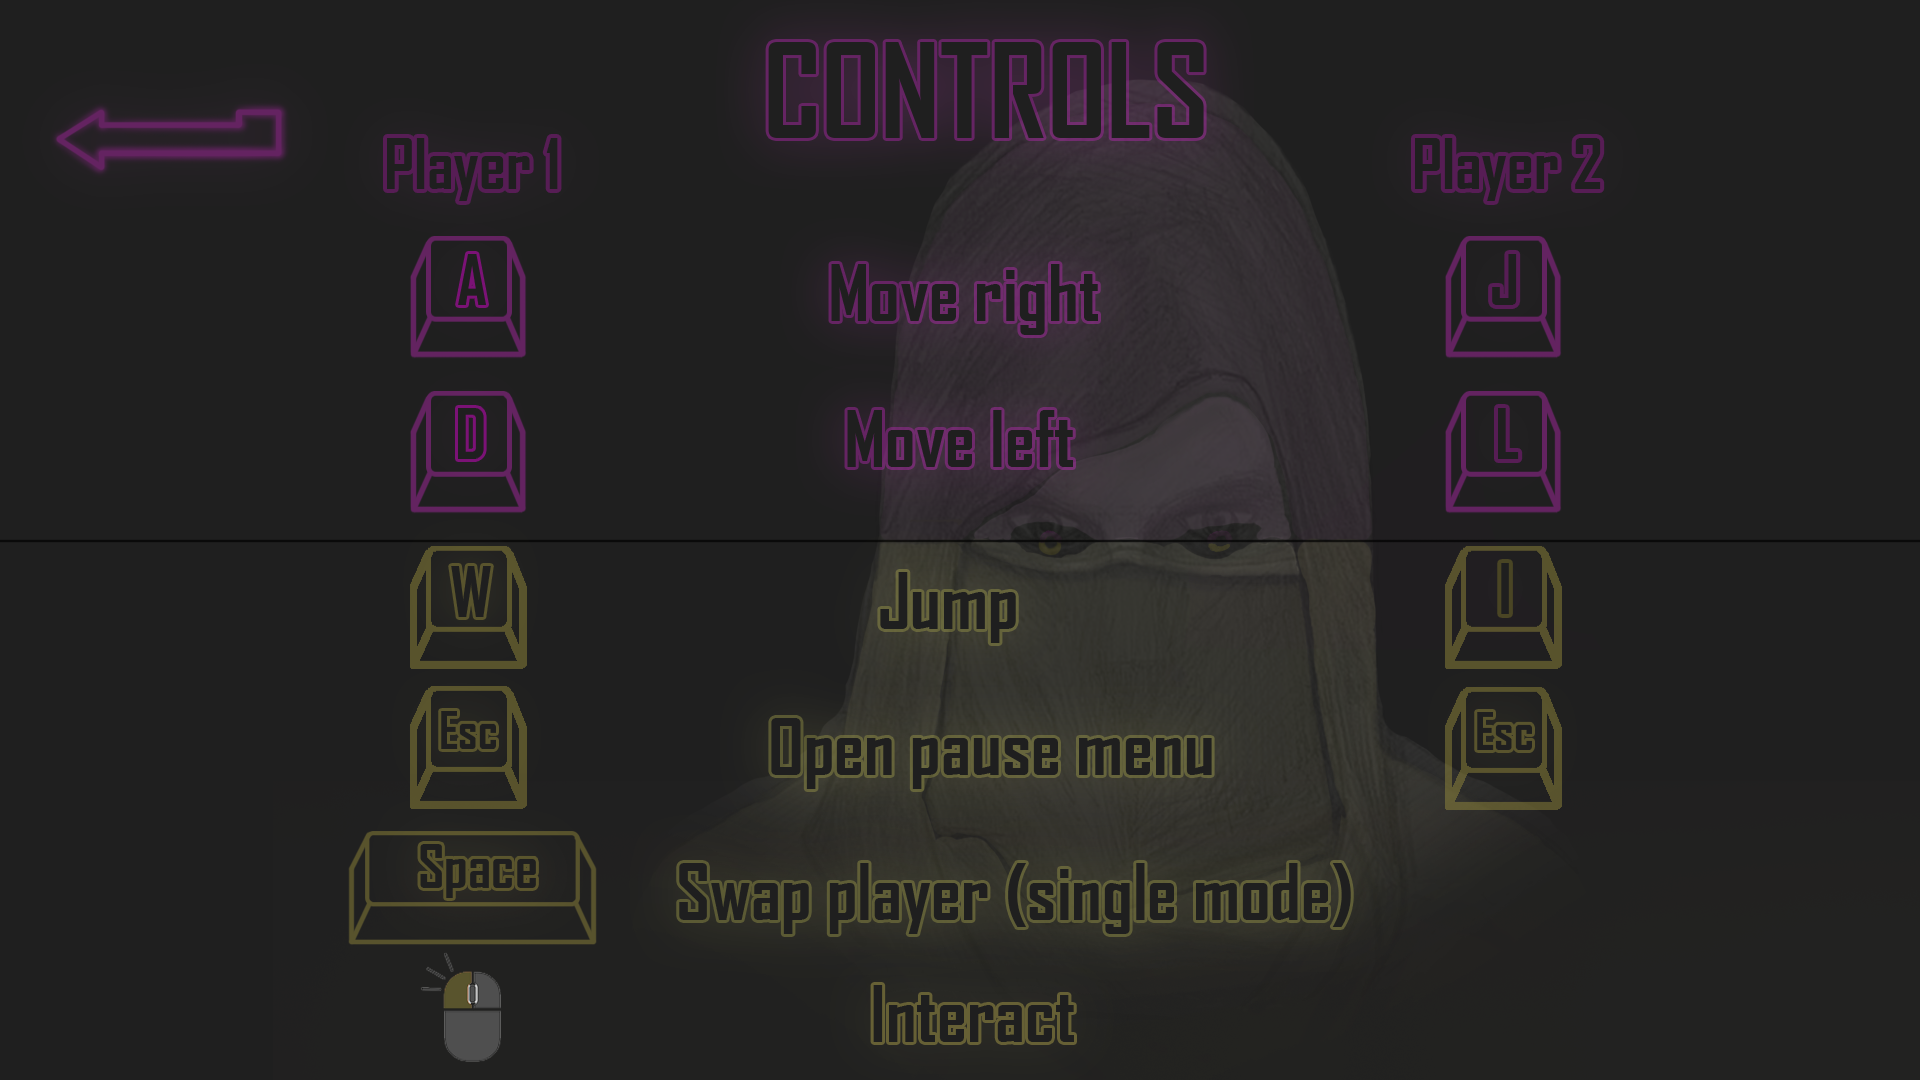 CONTROLS
Player 1
Player 2
A
Move right
J
D
Move left
L
W
Jump
I
Esc
Open pause menu
Esc
Space
Swap player (single mode)
Interact